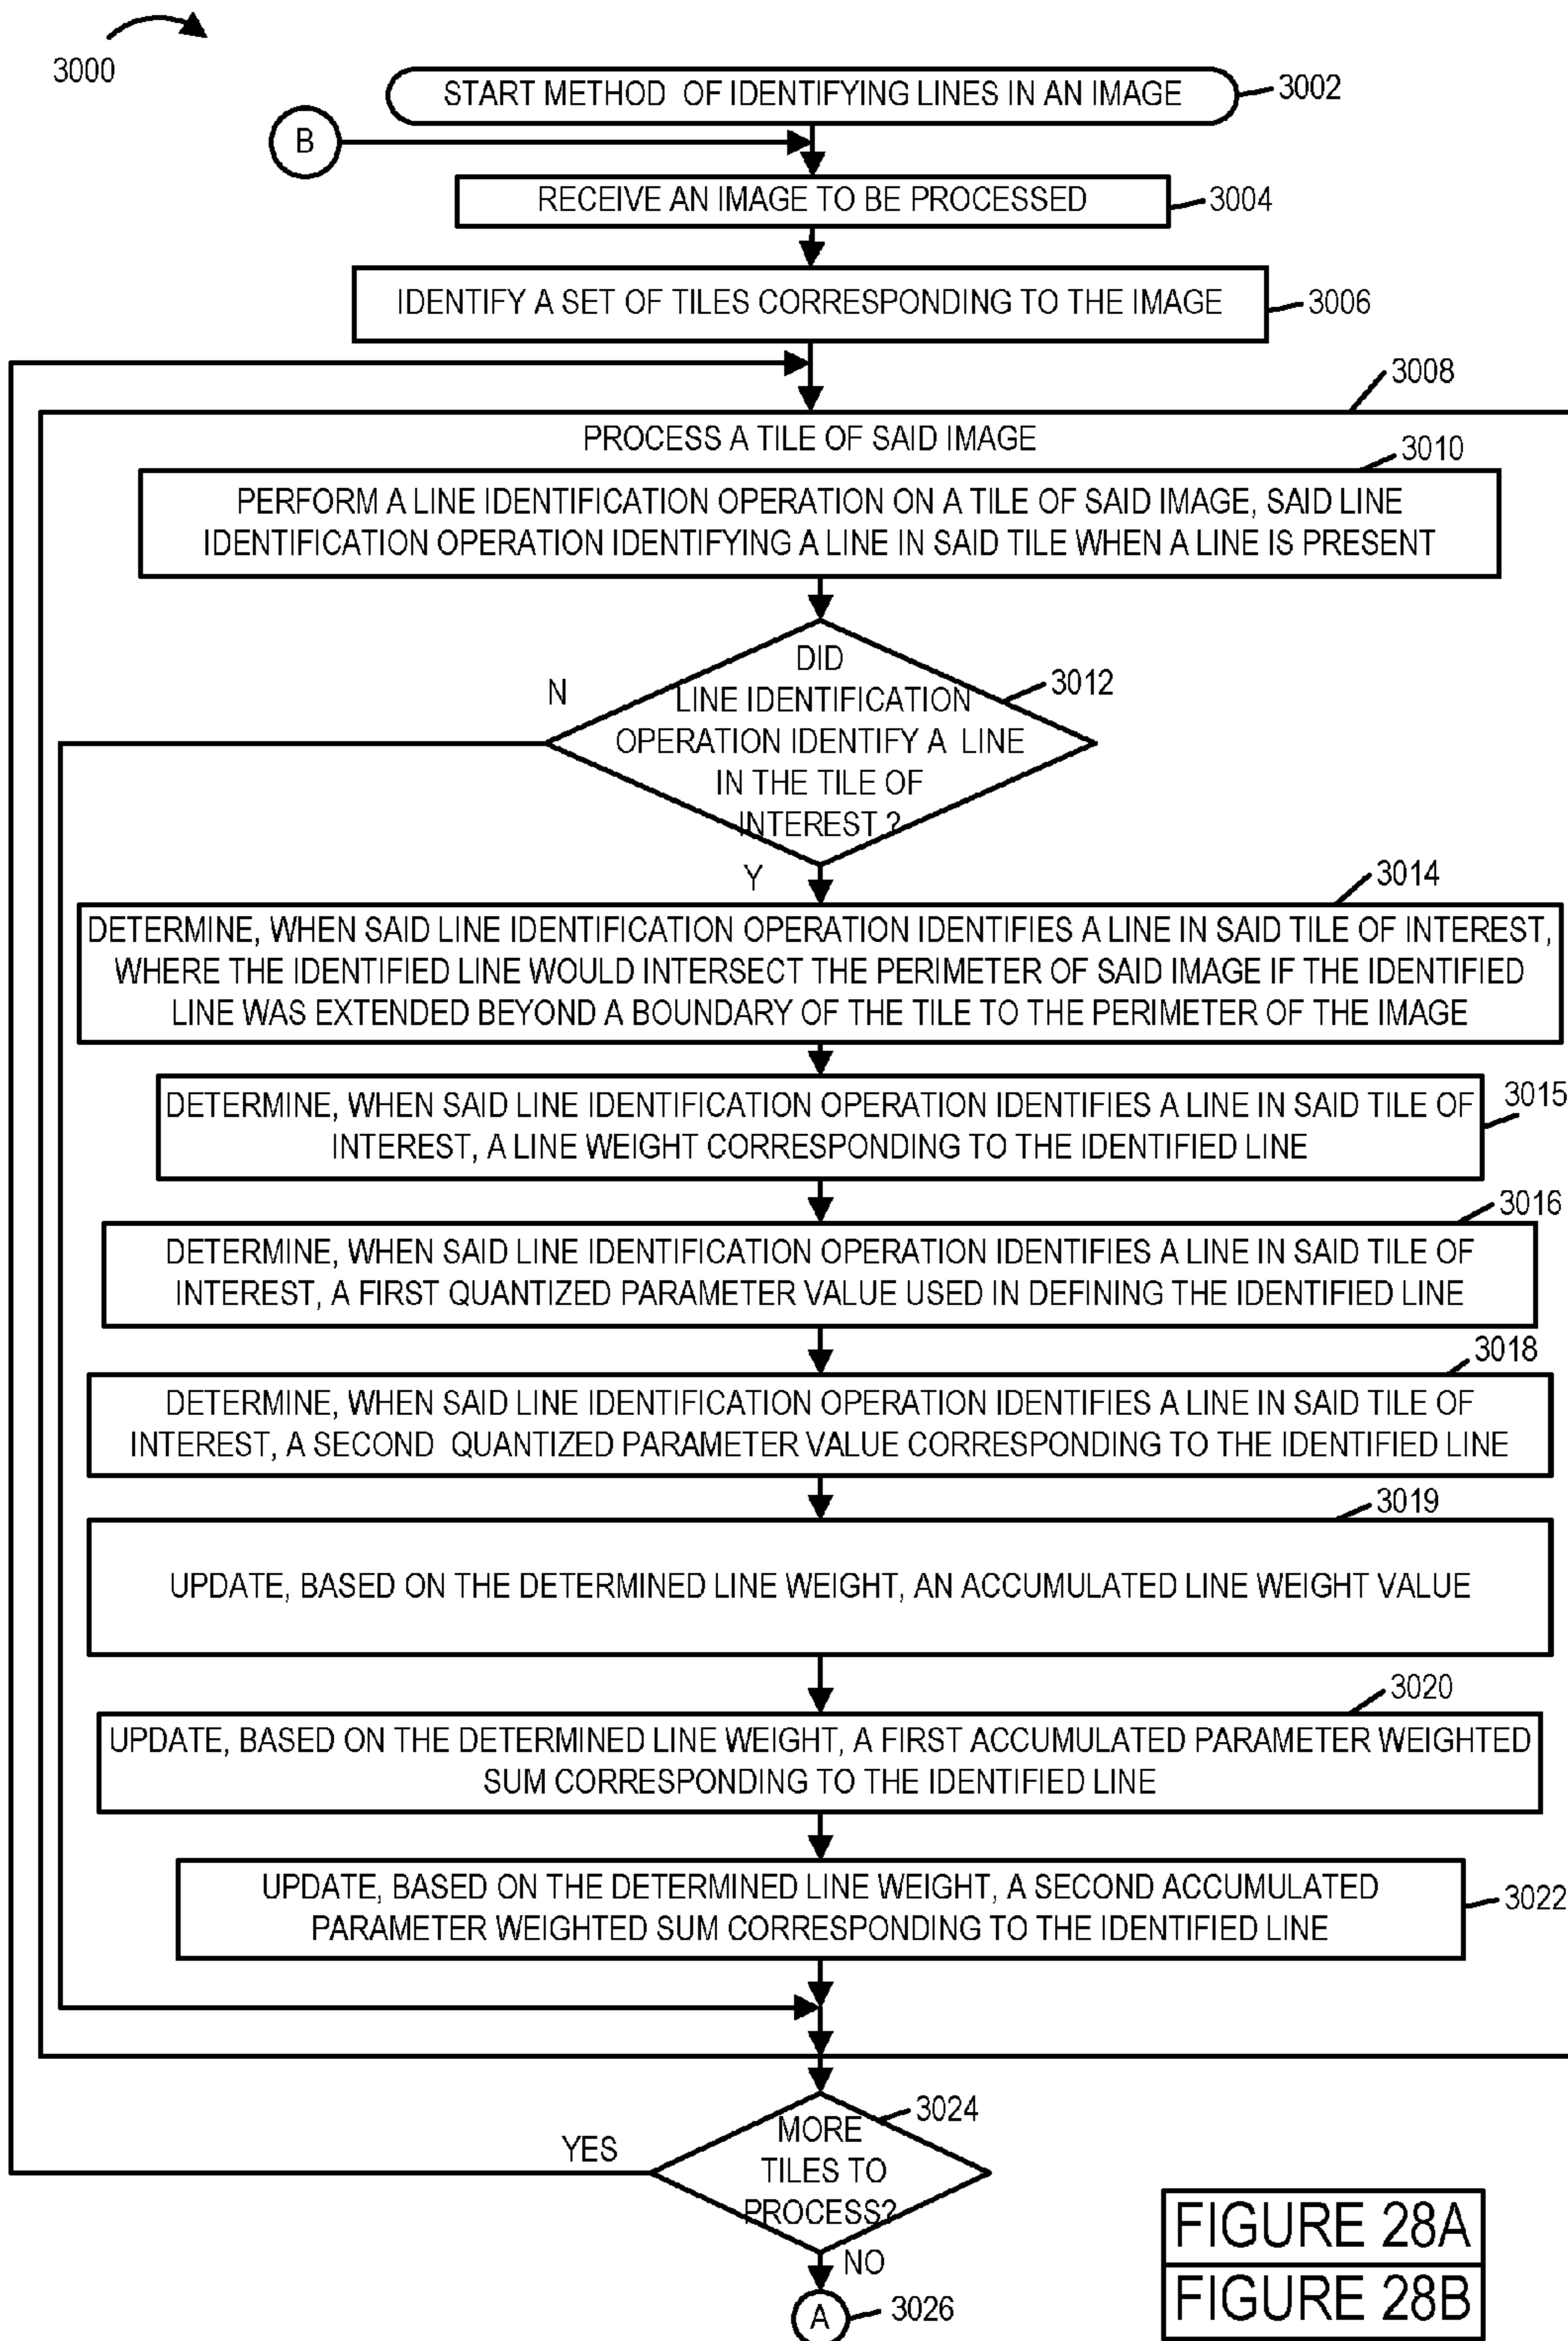 3000
START METHOD OF IDENTIFYING LINES IN AN IMAGE
3002
B
RECEIVE AN IMAGE TO BE PROCESSED
3004
IDENTIFY A SET OF TILES CORRESPONDING TO THE IMAGE
3006
3008
PROCESS A TILE OF SAID IMAGE
3010
PERFORM A LINE IDENTIFICATION OPERATION ON A TILE OF SAID IMAGE, SAID LINE
IDENTIFICATION OPERATION IDENTIFYING A LINE IN SAID TILE WHEN A LINE IS PRESENT
DID
LINE IDENTIFICATION
OPERATION IDENTIFY A LINE
IN THE TILE OF
INTEREST ?
3012
N
Y
3014
DETERMINE, WHEN SAID LINE IDENTIFICATION OPERATION IDENTIFIES A LINE IN SAID TILE OF INTEREST,
WHERE THE IDENTIFIED LINE WOULD INTERSECT THE PERIMETER OF SAID IMAGE IF THE IDENTIFIED
LINE WAS EXTENDED BEYOND A BOUNDARY OF THE TILE TO THE PERIMETER OF THE IMAGE
DETERMINE, WHEN SAID LINE IDENTIFICATION OPERATION IDENTIFIES A LINE IN SAID TILE OF
INTEREST, A LINE WEIGHT CORRESPONDING TO THE IDENTIFIED LINE
3015
3016
DETERMINE, WHEN SAID LINE IDENTIFICATION OPERATION IDENTIFIES A LINE IN SAID TILE OF
INTEREST, A FIRST QUANTIZED PARAMETER VALUE USED IN DEFINING THE IDENTIFIED LINE
3018
DETERMINE, WHEN SAID LINE IDENTIFICATION OPERATION IDENTIFIES A LINE IN SAID TILE OF
INTEREST, A SECOND QUANTIZED PARAMETER VALUE CORRESPONDING TO THE IDENTIFIED LINE
3019
UPDATE, BASED ON THE DETERMINED LINE WEIGHT, AN ACCUMULATED LINE WEIGHT VALUE
3020
UPDATE, BASED ON THE DETERMINED LINE WEIGHT, A FIRST ACCUMULATED PARAMETER WEIGHTED
SUM CORRESPONDING TO THE IDENTIFIED LINE
UPDATE, BASED ON THE DETERMINED LINE WEIGHT, A SECOND ACCUMULATED
PARAMETER WEIGHTED SUM CORRESPONDING TO THE IDENTIFIED LINE
3022
3024
MORE
TILES TO
PROCESS?
YES
NO
A
3026
FIGURE 28A
FIGURE 28B